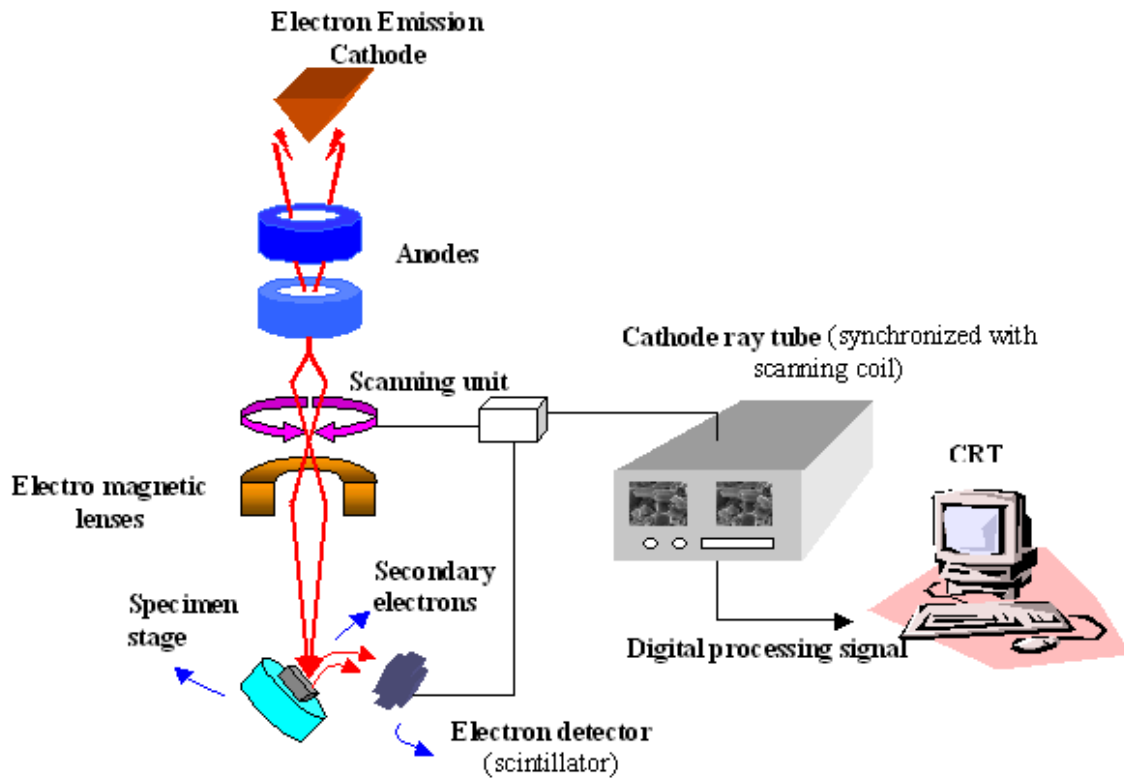 Electron Emission
Cathode
Anodes
Cathode ray tube (synchronized with
scanning coil)
Scanning unit
CRT
Electro magnetic
lenses
Secondary
electrons
Specimen
stage
Digital processing signal
Electron detector
(scintillator)